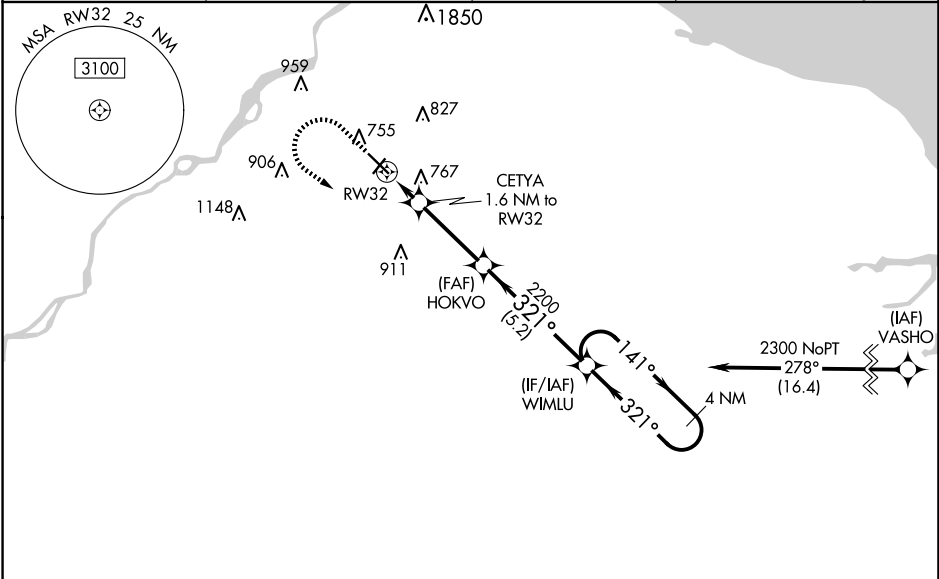 MSA RW32 25 NM
3100
1850
959
827
755
906
767
RW32
CETYA
1.6 NM to
RW32
1148
911
(FAF)
HOKVO
2200
321°
(5.2)
(IAF)
VASHO
2300 NoPT
278°
(16.4)
141°
(IF/IAF)
WIMLU
321°
4 NM